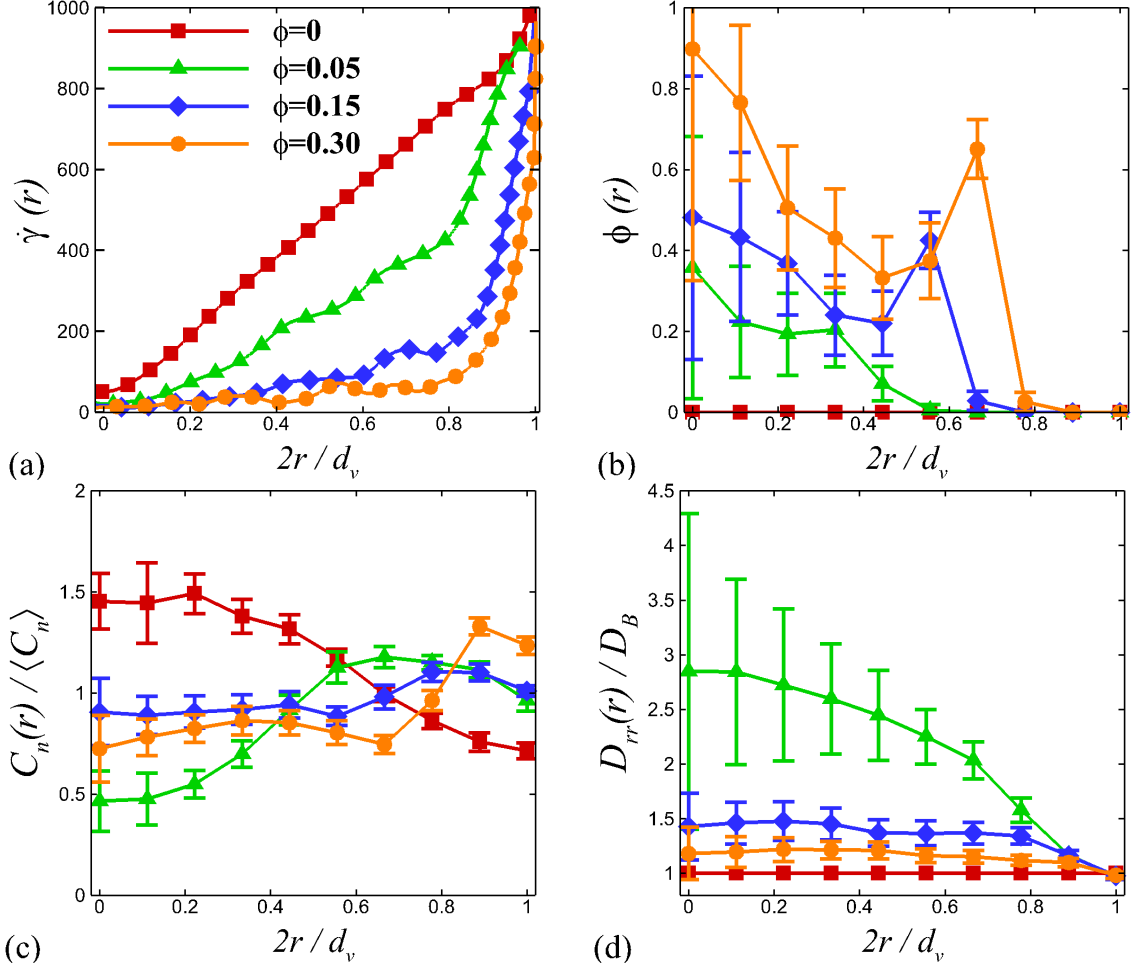 1000
800
600
400
200
0
γ̇ (r)
ϕ=0
ϕ=0.05
ϕ=0.15
ϕ=0.30
0 0.2 0.4 0.6 0.8 1
2r / d_v
(a)
1
0.8
0.6
0.4
0.2
0
ϕ (r)
0 0.2 0.4 0.6 0.8 1
2r / d_v
(b)
2
1.5
1
0.5
0
C_n(r) / ⟨C_n⟩
0 0.2 0.4 0.6 0.8 1
2r / d_v
(c)
4.5
4
3.5
3
2.5
2
1.5
1
D_rr(r) / D_B
0 0.2 0.4 0.6 0.8 1
2r / d_v
(d)